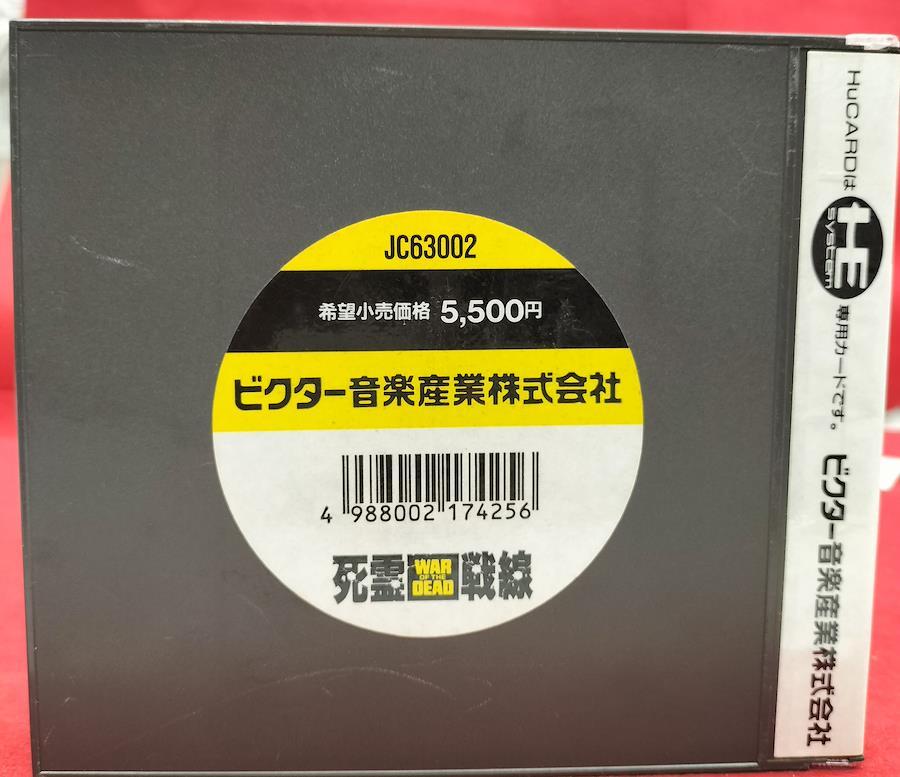 JC63002
希望小売価格 5,500円
ビクター音楽産業株式会社
4 988002 174256
死霊戦線
WAR
OF THE
DEAD
HuCARDは
HE
system
専用カードです。
ビクター音楽産業株式会社